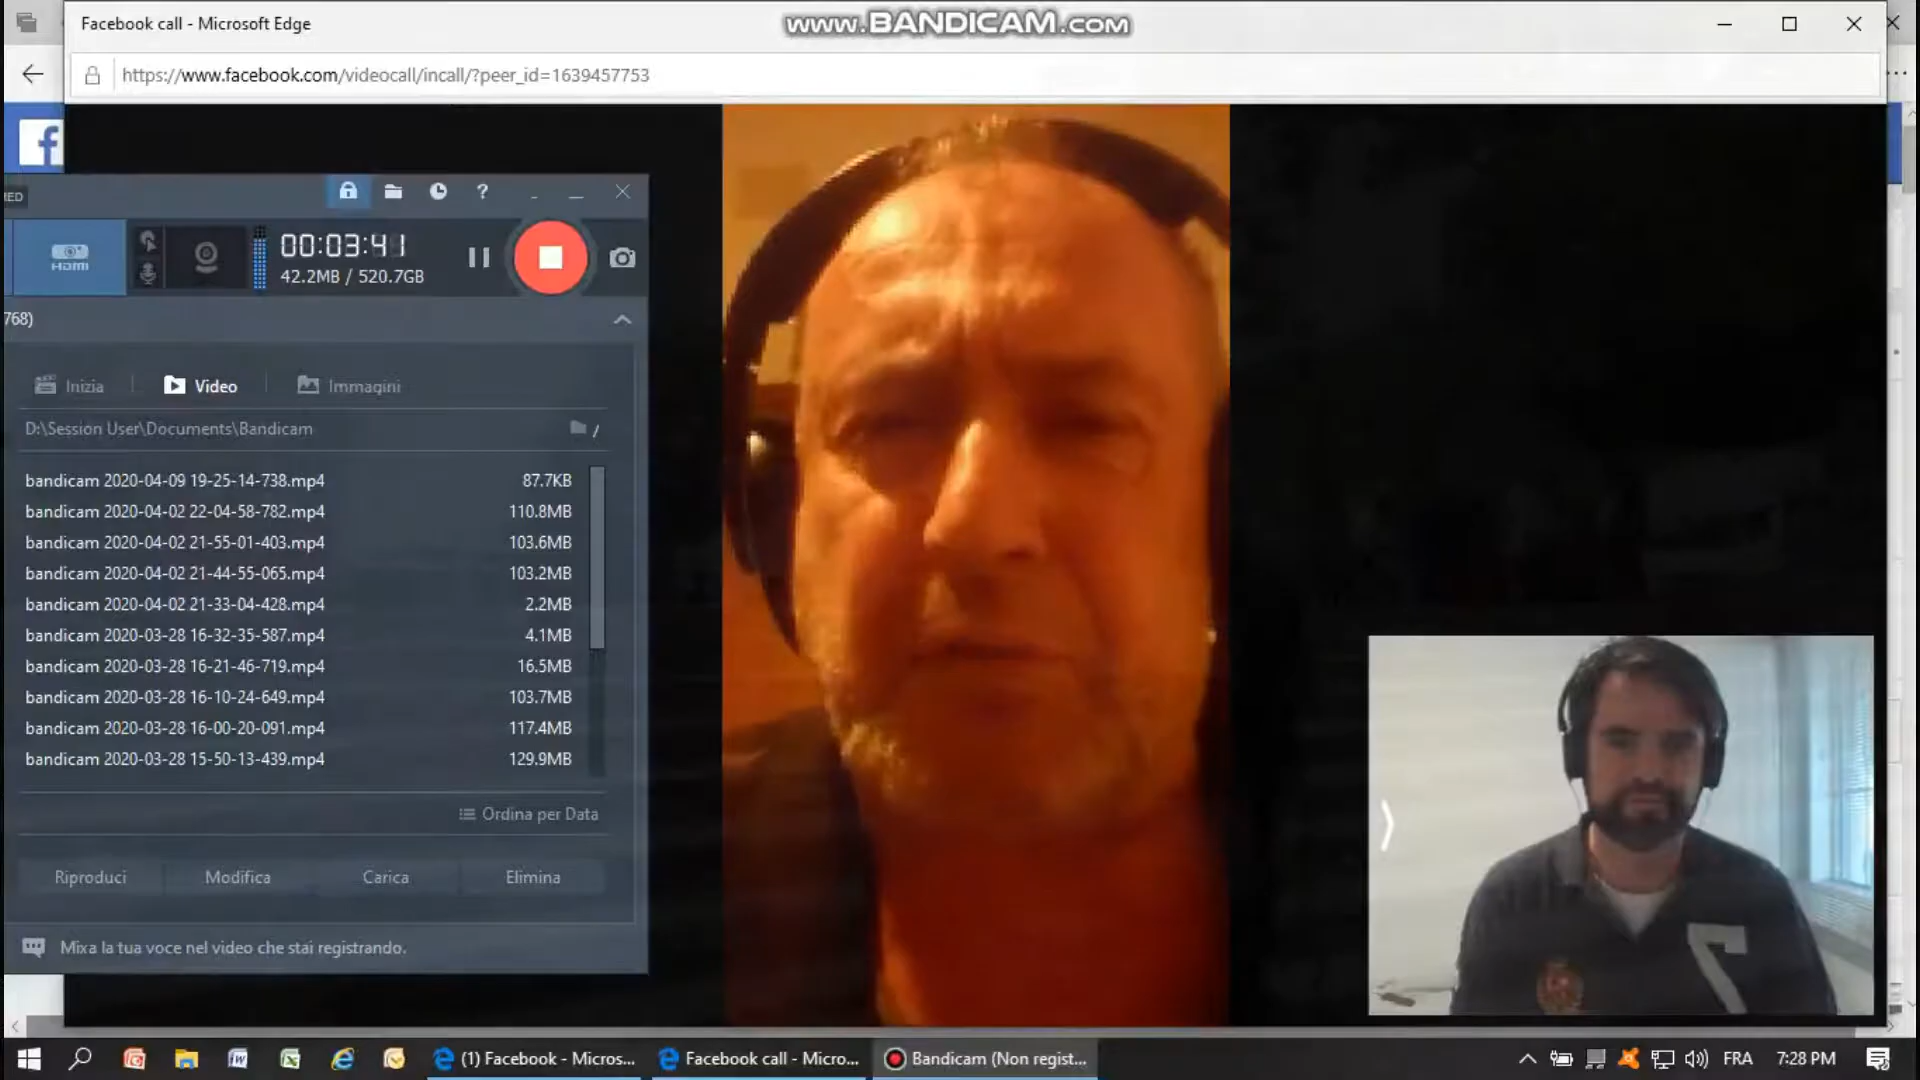 Facebook call - Microsoft Edge
www.BANDICAM.com
https://www.facebook.com/videocall/incall/?peer_id=1639457753
f
RED
?
HDMI
00:03:41
42.2MB / 520.7GB
768)
Inizia
Video
Immagini
D:\Session User\Documents\Bandicam
/
bandicam 2020-04-09 19-25-14-738.mp4 87.7KB
bandicam 2020-04-02 22-04-58-782.mp4 110.8MB
bandicam 2020-04-02 21-55-01-403.mp4 103.6MB
bandicam 2020-04-02 21-44-55-065.mp4 103.2MB
bandicam 2020-04-02 21-33-04-428.mp4 2.2MB
bandicam 2020-03-28 16-32-35-587.mp4 4.1MB
bandicam 2020-03-28 16-21-46-719.mp4 16.5MB
bandicam 2020-03-28 16-10-24-649.mp4 103.7MB
bandicam 2020-03-28 16-00-20-091.mp4 117.4MB
bandicam 2020-03-28 15-50-13-439.mp4 129.9MB
Ordina per Data
Riproduci Modifica Carica Elimina
Mixa la tua voce nel video che stai registrando.
7
(1) Facebook - Micros...
Facebook call - Micro...
Bandicam (Non regist...
FRA
7:28 PM